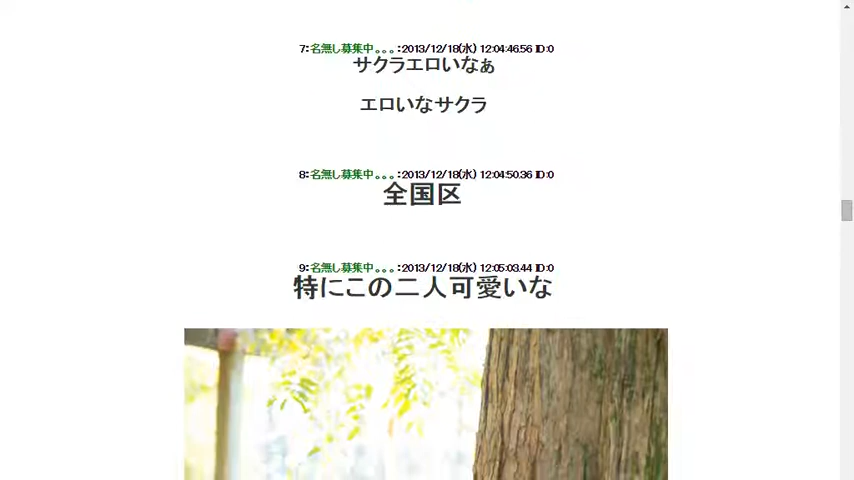 7：名無し募集中。。。：2013/12/18(水) 12:04:46.56 ID:0
サクラエロいなぁ
エロいなサクラ
8：名無し募集中。。。：2013/12/18(水) 12:04:50.36 ID:0
全国区
9：名無し募集中。。。：2013/12/18(水) 12:05:03.44 ID:0
特にこの二人可愛いな